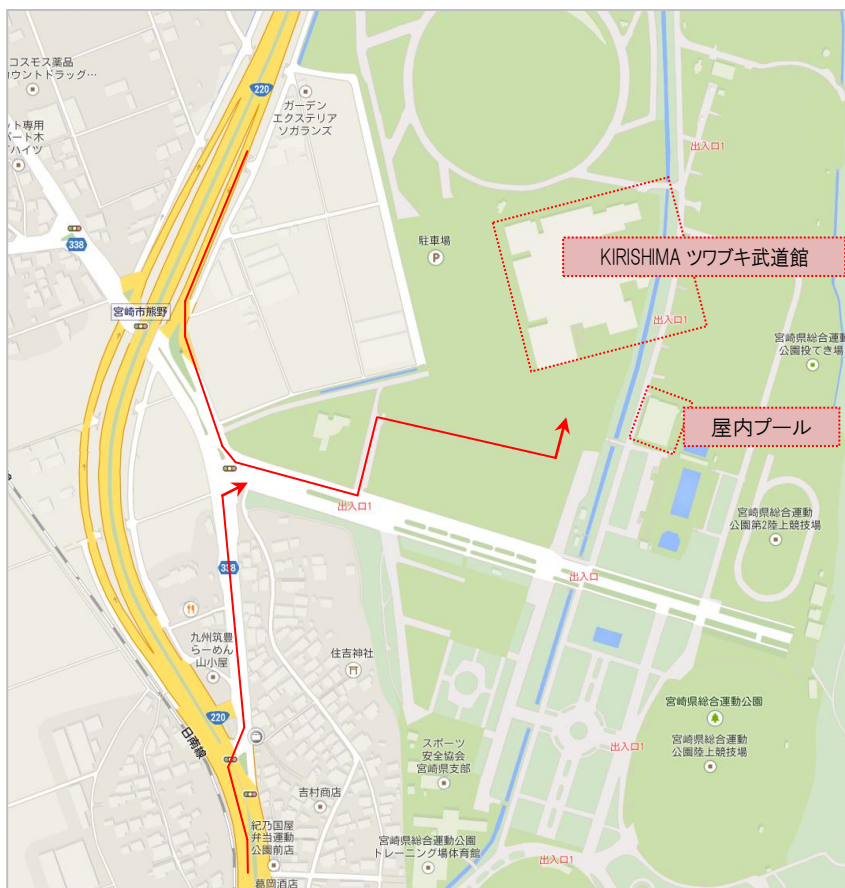 コスモス薬品
カウントドラッグ…
220
ガーデン
エクステリア
ソガランズ
ット専用
パート木
ハイツ
出入口1
338
駐車場
P
KIRISHIMA ツワブキ武道館
宮崎市熊野
出入口1
宮崎県総合運動
公園投てき場
屋内プール
出入口1
宮崎県総合運動
公園第2陸上競技場
338
出入口
九州筑豊
らーめん
山小屋
住吉神社
220
日南線
宮崎県総合運動公園
スポーツ
安全協会
宮崎県支部
出入口1
宮崎県総合運動
公園陸上競技場
吉村商店
紀乃国屋
弁当運動
公園前店
宮崎県総合運動公園
トレーニング場体育館
出入口1
葛岡酒店